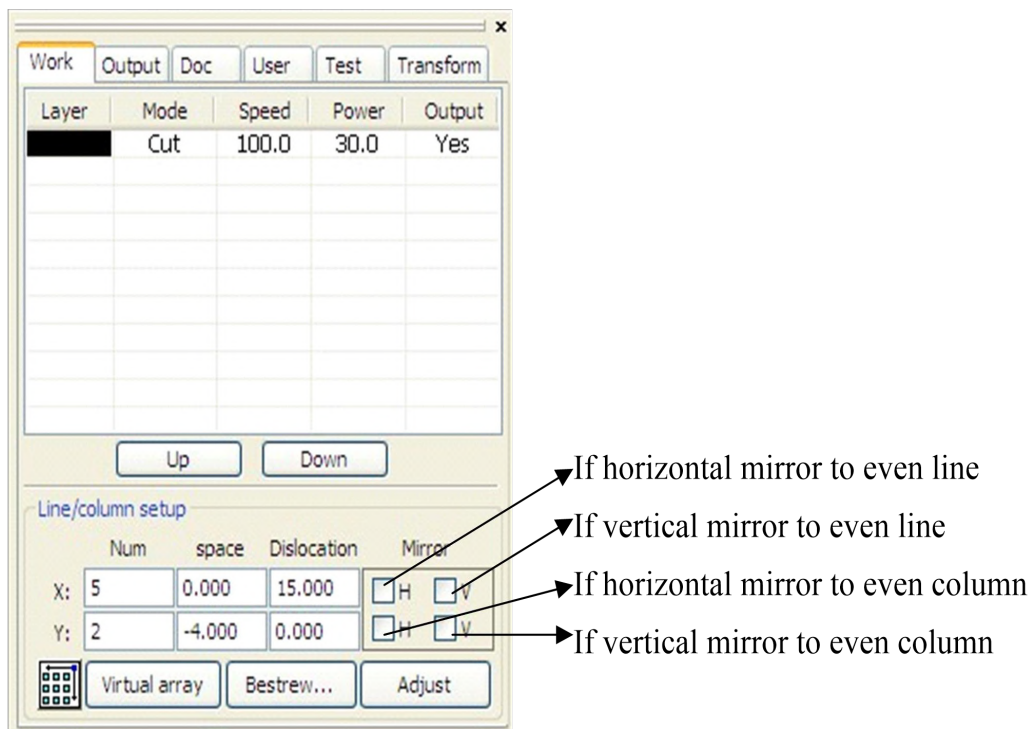 x
Work Output Doc User Test Transform
Layer Mode Speed Power Output
Cut 100.0 30.0 Yes
Up Down
Line/column setup
Num space Dislocation Mirror
X: 5 0.000 15.000 H V
Y: 2 -4.000 0.000 H V
Virtual array Bestrew... Adjust
If horizontal mirror to even line
If vertical mirror to even line
If horizontal mirror to even column
If vertical mirror to even column